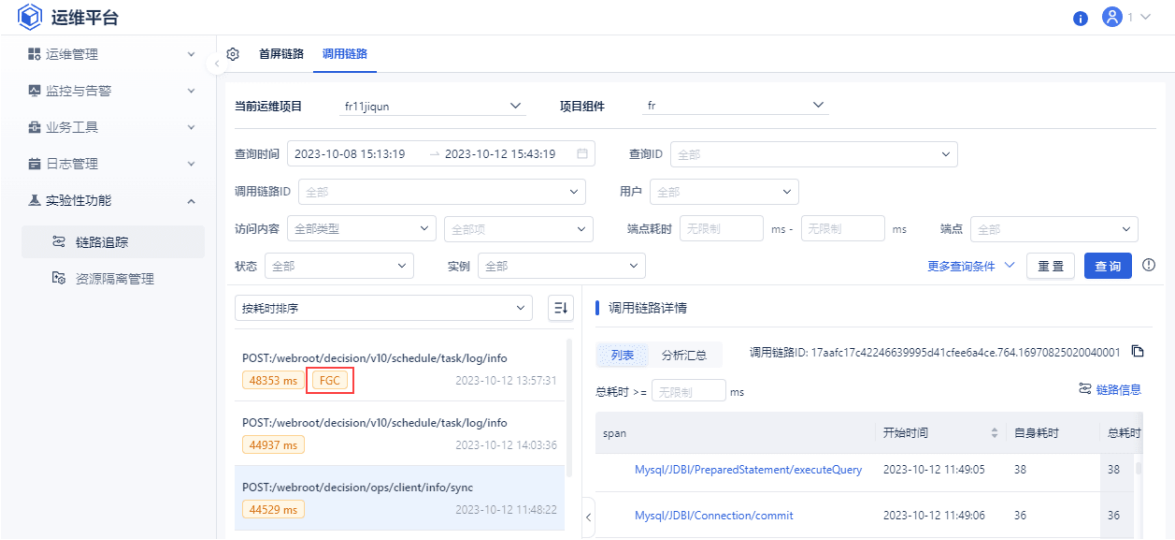 运维平台
1
运维管理
监控与告警
业务工具
日志管理
实验性功能
链路追踪
资源隔离管理
首屏链路 调用链路
当前运维项目 fr11jiqun 项目组件 fr
查询时间 2023-10-08 15:13:19 → 2023-10-12 15:43:19 查询ID 全部
调用链路ID 全部 用户 全部
访问内容 全部类型 全部项 端点耗时 无限制 ms - 无限制 ms 端点 全部
状态 全部 实例 全部 更多查询条件 重置 查询
按耗时排序
POST:/webroot/decision/v10/schedule/task/log/info
48353 ms FGC 2023-10-12 13:57:31
POST:/webroot/decision/v10/schedule/task/log/info
44937 ms 2023-10-12 14:03:36
POST:/webroot/decision/ops/client/info/sync
44529 ms 2023-10-12 11:48:22
调用链路详情
列表 分析汇总 调用链路ID: 17aafc17c42246639995d41cfee6a4ce.764.16970825020040001
总耗时 >= 无限制 ms 链路信息
span 开始时间 自身耗时 总耗时
Mysql/JDBI/PreparedStatement/executeQuery 2023-10-12 11:49:05 38 38
Mysql/JDBI/Connection/commit 2023-10-12 11:49:06 36 36